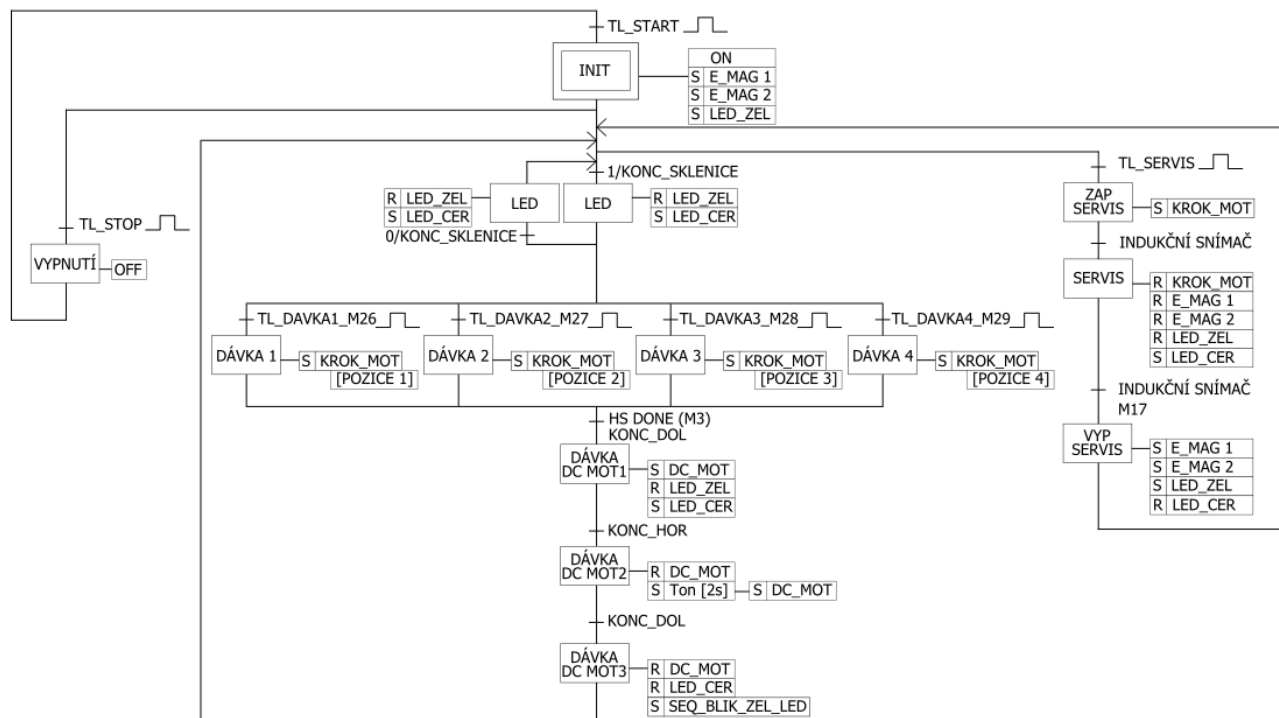 TL_START
INIT
ON
S E_MAG 1
S E_MAG 2
S LED_ZEL
TL_STOP
VYPNUTÍ
OFF
1/KONC_SKLENICE
R LED_ZEL
S LED_CER
LED
LED
R LED_ZEL
S LED_CER
0/KONC_SKLENICE
TL_SERVIS
ZAP
SERVIS
S KROK_MOT
INDUKČNÍ SNÍMAČ
SERVIS
R KROK_MOT
R E_MAG 1
R E_MAG 2
R LED_ZEL
S LED_CER
INDUKČNÍ SNÍMAČ
M17
VYP
SERVIS
S E_MAG 1
S E_MAG 2
S LED_ZEL
R LED_CER
TL_DAVKA1_M26
DÁVKA 1
S KROK_MOT
[POZICE 1]
TL_DAVKA2_M27
DÁVKA 2
S KROK_MOT
[POZICE 2]
TL_DAVKA3_M28
DÁVKA 3
S KROK_MOT
[POZICE 3]
TL_DAVKA4_M29
DÁVKA 4
S KROK_MOT
[POZICE 4]
HS DONE (M3)
KONC_DOL
DÁVKA
DC MOT1
S DC_MOT
R LED_ZEL
S LED_CER
KONC_HOR
DÁVKA
DC MOT2
R DC_MOT
S Ton [2s]
S DC_MOT
KONC_DOL
DÁVKA
DC MOT3
R DC_MOT
R LED_CER
S SEQ_BLIK_ZEL_LED